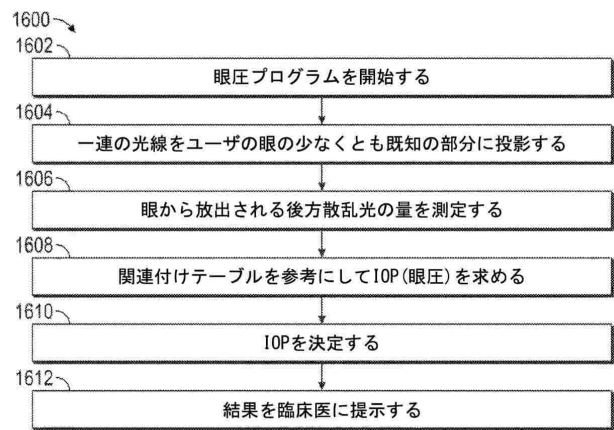 1600
1602
眼圧プログラムを開始する
1604
一連の光線をユーザの眼の少なくとも既知の部分に投影する
1606
眼から放出される後方散乱光の量を測定する
1608
関連付けテーブルを参考にしてIOP(眼圧)を求める
1610
IOPを決定する
1612
結果を臨床医に提示する